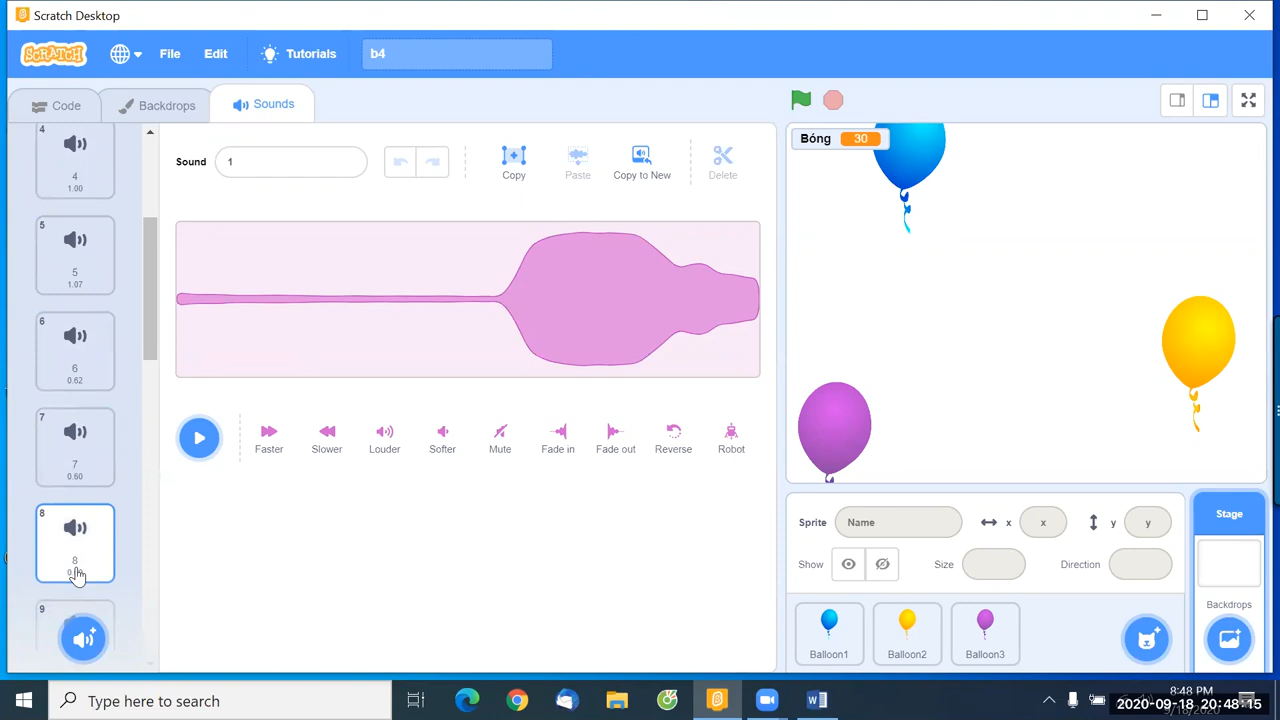 Scratch Desktop
SCRATCH
File
Edit
Tutorials
b4
Code
Backdrops
Sounds
4
4
1.00
5
5
1.07
6
6
0.62
7
7
0.60
8
8
9
Sound
1
Copy
Paste
Copy to New
Delete
Faster
Slower
Louder
Softer
Mute
Fade in
Fade out
Reverse
Robot
Bóng 30
Sprite
Name
x
x
y
y
Show
Size
Direction
Balloon1
Balloon2
Balloon3
Stage
Backdrops
Type here to search
8:48 PM
2020-09-18 20:48:15